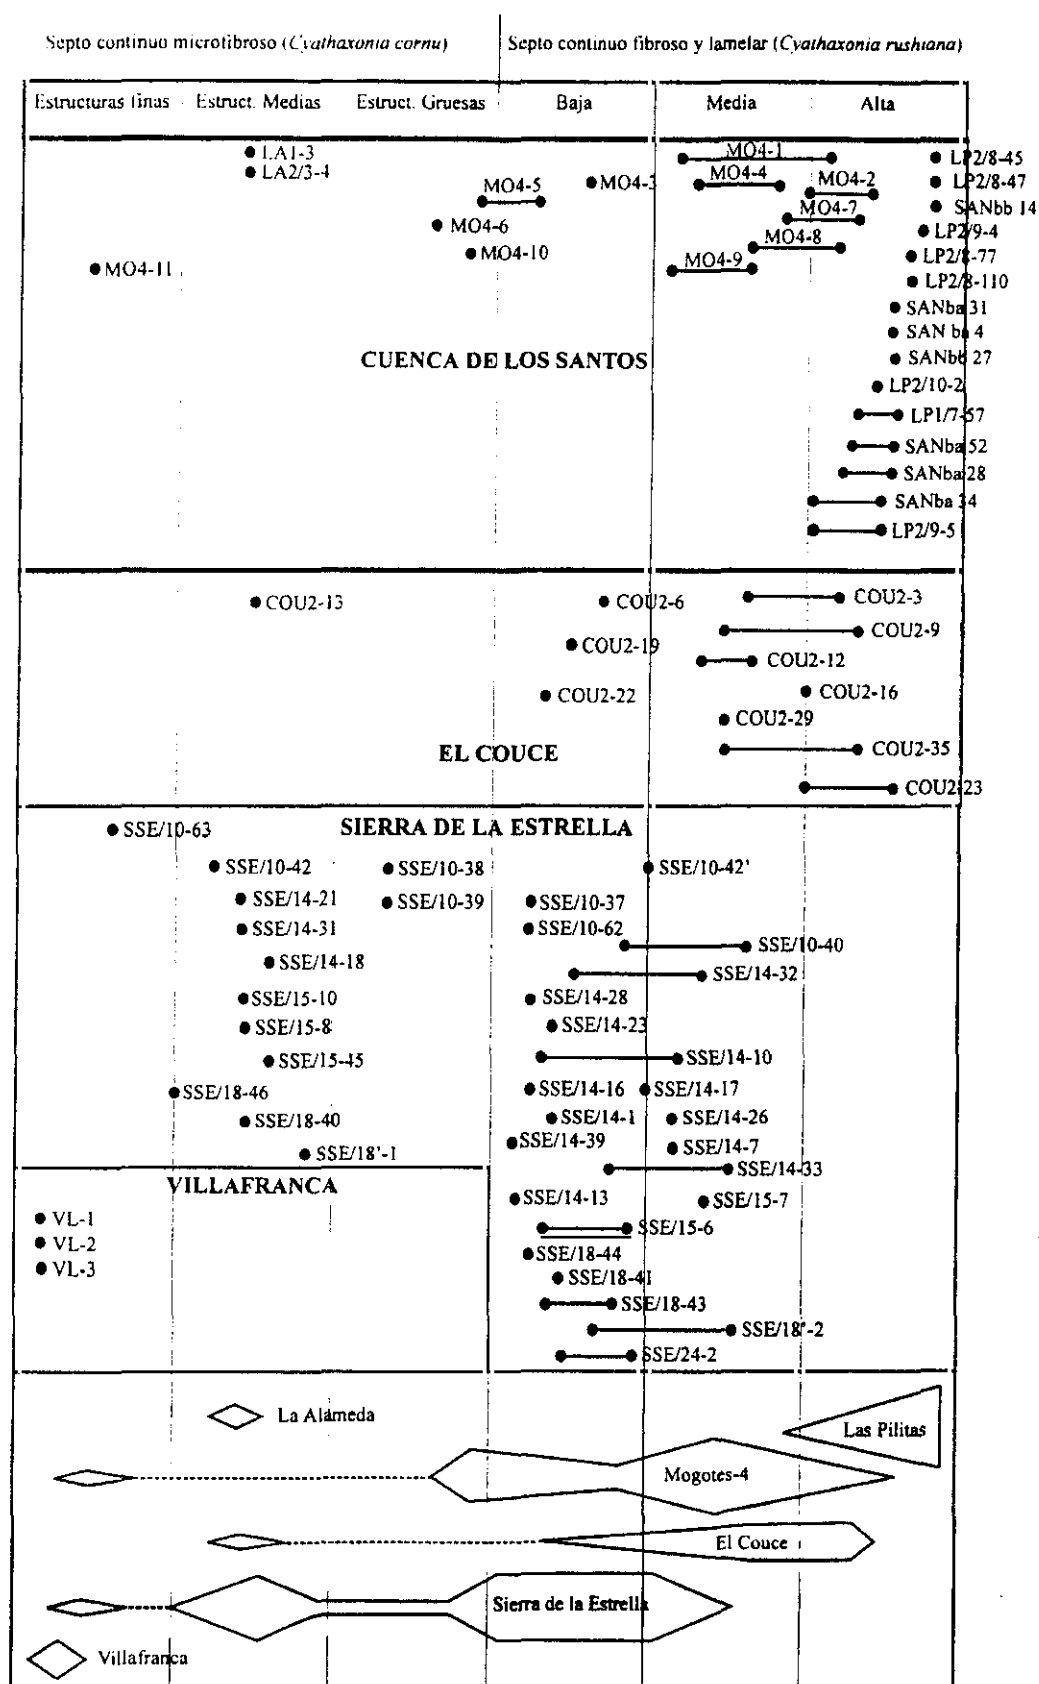 Septo continuo microfibroso (Cyathaxonia cornu) Septo continuo fibroso y lamelar (Cyathaxonia rushiana)
Estructuras finas Estruct. Medias Estruct. Gruesas Baja Media Alta
LA1-3 MO4-1 LP2/8-45
LA2/3-4 MO4-5 MO4-3 MO4-4 MO4-2 LP2/8-47
MO4-7 SANbb 14
MO4-6 MO4-8 LP2/9-4
MO4-10 LP2/8-77
MO4-11 MO4-9 LP2/8-110
SANba 31
SAN ba 4
CUENCA DE LOS SANTOS SANbb 27
LP2/10-2
LP1/7-57
SANba 52
SANba 28
SANba 34
LP2/9-5
COU2-13 COU2-6 COU2-3
COU2-19 COU2-9
COU2-12
COU2-22 COU2-16
COU2-29
EL COUCE COU2-35
COU2-23
SSE/10-63 SIERRA DE LA ESTRELLA
SSE/10-42 SSE/10-38 SSE/10-42'
SSE/14-21 SSE/10-39 SSE/10-37
SSE/14-31 SSE/10-62
SSE/10-40
SSE/14-18 SSE/14-32
SSE/15-10 SSE/14-28
SSE/15-8 SSE/14-23
SSE/15-45 SSE/14-10
SSE/18-46 SSE/14-16 SSE/14-17
SSE/18-40 SSE/14-1 SSE/14-26
SSE/18'-1 SSE/14-39 SSE/14-7
SSE/14-33
VILLAFRANCA SSE/14-13 SSE/15-7
VL-1 SSE/15-6
VL-2 SSE/18-44
VL-3 SSE/18-41
SSE/18-43
SSE/18'-2
SSE/24-2
La Alameda Las Pilitas
Mogotes-4
El Couce
Sierra de la Estrella
Villafranca